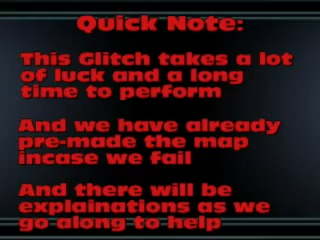 Quick Note:
This Glitch takes a lot
of luck and a long
time to perform
And we have already
pre-made the map
incase we fail
And there will be
explainations as we
go along to help